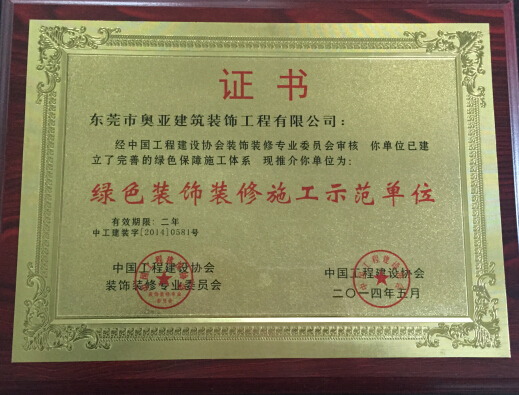 证书
东莞市奥亚建筑装饰工程有限公司：
经中国工程建设协会装饰装修专业委员会审核 你单位已建
立了完善的绿色保障施工体系 现推介你单位为：
绿色装饰装修施工示范单位
有效期限：二年
中工建装字[2014]0581号
中国工程建设协会
装饰装修专业委员会
中国工程建设协会
二〇一四年五月